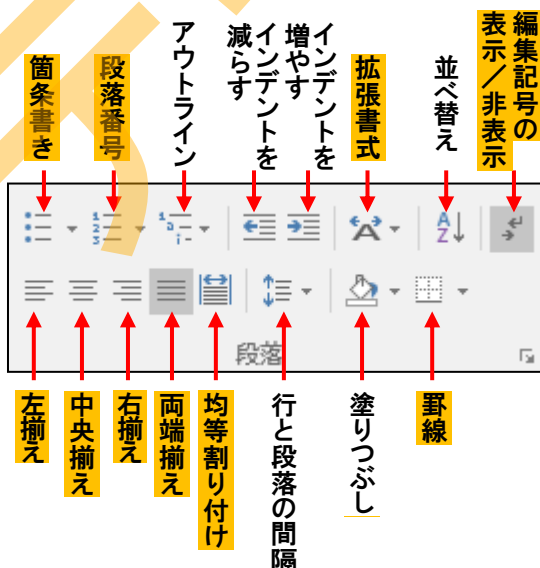 箇条書き
段落番号
アウトライン
インデントを
減らす
インデントを
増やす
拡張書式
並べ替え
編集記号の
表示／非表示
段落
左揃え
中央揃え
右揃え
両端揃え
均等割り付け
行と段落の間隔
塗りつぶし
罫線